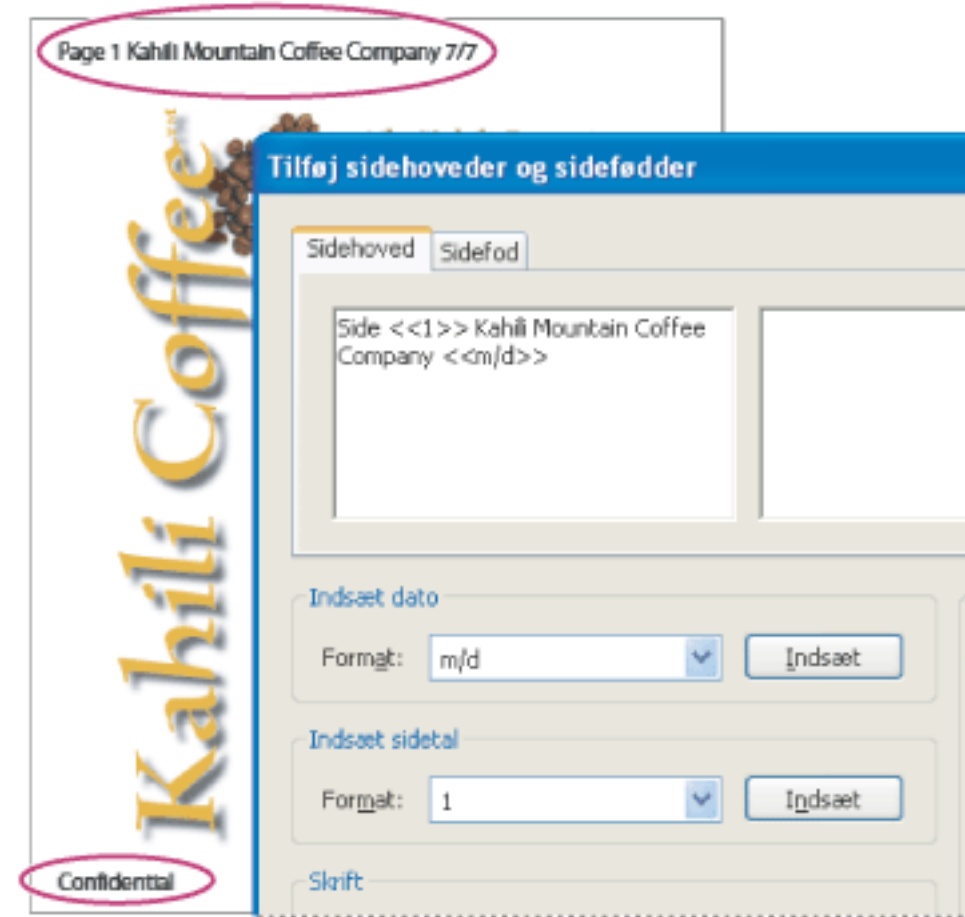 Page 1 Kahili Mountain Coffee Company 7/7
Kahili Coffee
Tilføj sidehoveder og sidefødder
Sidehoved
Sidefod
Side <<1>> Kahili Mountain Coffee
Company <<m/d>>
Indsæt dato
Format:
m/d
Indsæt
Indsæt sidetal
Format:
1
Indsæt
Skrift
Confidential